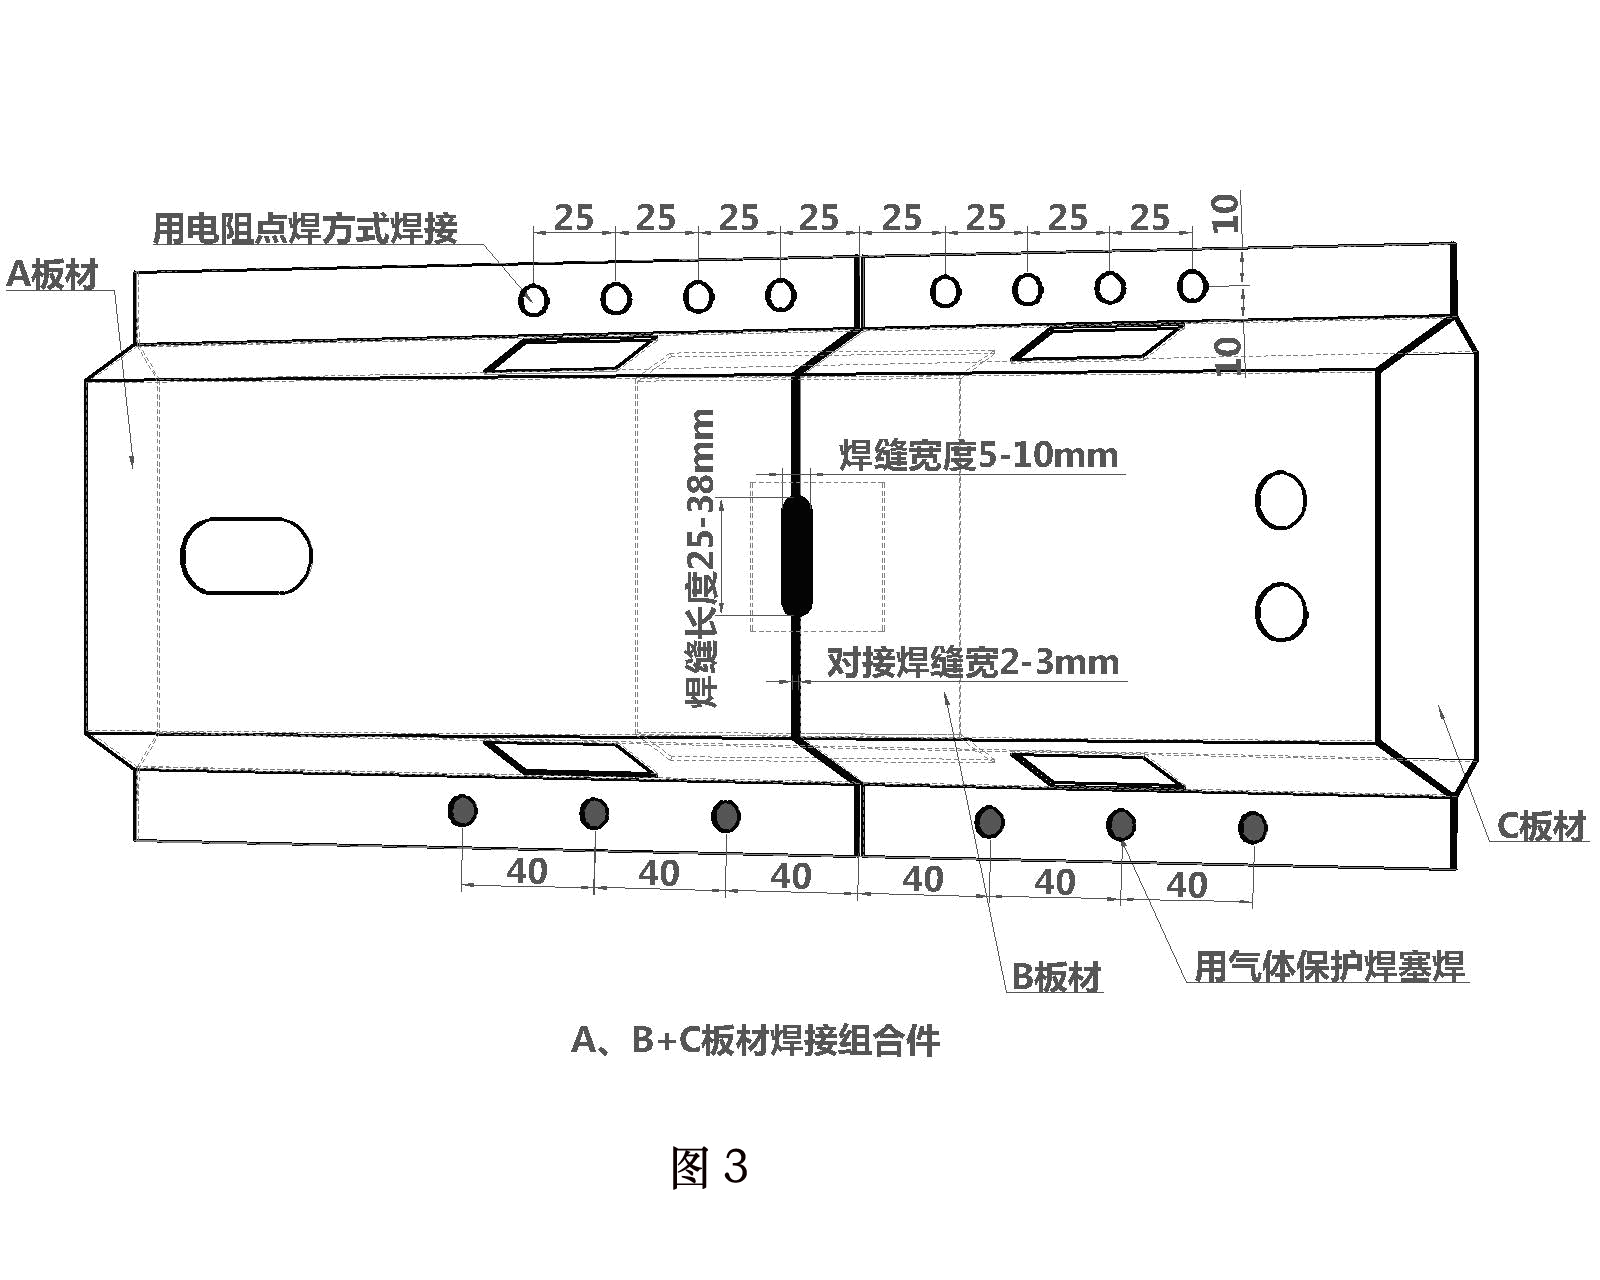 用电阻点焊方式焊接
25 25 25 25 25 25 25 25
10
A板材
10
焊缝宽度5-10mm
焊缝长度25-38mm
对接焊缝宽2-3mm
C板材
40 40 40 40 40 40
B板材
用气体保护焊塞焊
A、B+C板材焊接组合件
图 3